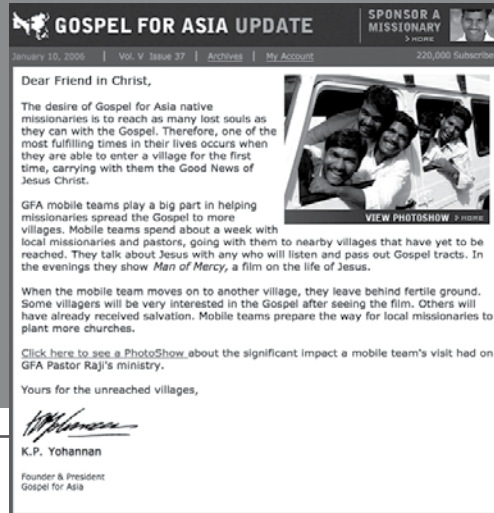 GOSPEL FOR ASIA UPDATE
SPONSOR A
MISSIONARY
> MORE
January 10, 2006 | Vol. V Issue 37 | Archives | My Account
220,000 Subscribe
Dear Friend in Christ,
The desire of Gospel for Asia native
missionaries is to reach as many lost souls as
they can with the Gospel. Therefore, one of the
most fulfilling times in their lives occurs when
they are able to enter a village for the first
time, carrying with them the Good News of
Jesus Christ.
VIEW PHOTOSHOW > MORE
GFA mobile teams play a big part in helping
missionaries spread the Gospel to more
villages. Mobile teams spend about a week with
local missionaries and pastors, going with them to nearby villages that have yet to be
reached. They talk about Jesus with any who will listen and pass out Gospel tracts. In
the evenings they show Man of Mercy, a film on the life of Jesus.
When the mobile team moves on to another village, they leave behind fertile ground.
Some villagers will be very interested in the Gospel after seeing the film. Others will
have already received salvation. Mobile teams prepare the way for local missionaries to
plant more churches.
Click here to see a PhotoShow about the significant impact a mobile team's visit had on
GFA Pastor Raji's ministry.
Yours for the unreached villages,
K.P. Yohannan
Founder & President
Gospel for Asia